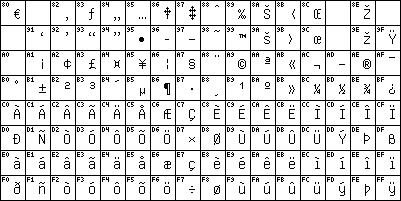 80 € 82 ‚ 83 ƒ 84 „ 85 … 86 † 87 ‡ 88 ˆ 89 ‰ 8A Š 8B ‹ 8C Œ 8E Ž
91 ‘ 92 ’ 93 “ 94 ” 95 • 96 – 97 — 98 ˜ 99 ™ 9A š 9B › 9C œ 9E ž 9F Ÿ
A0 A1 ¡ A2 ¢ A3 £ A4 ¤ A5 ¥ A6 ¦ A7 § A8 ¨ A9 © AA ª AB « AC ¬ AD - AE ® AF ¯
B0 ° B1 ± B2 ² B3 ³ B4 ´ B5 µ B6 ¶ B7 · B8 ¸ B9 ¹ BA º BB » BC ¼ BD ½ BE ¾ BF ¿
C0 À C1 Á C2 Â C3 Ã C4 Ä C5 Å C6 Æ C7 Ç C8 È C9 É CA Ê CB Ë CC Ì CD Í CE Î CF Ï
D0 Ð D1 Ñ D2 Ò D3 Ó D4 Ô D5 Õ D6 Ö D7 × D8 Ø D9 Ù DA Ú DB Û DC Ü DD Ý DE Þ DF ß
E0 à E1 á E2 â E3 ã E4 ä E5 å E6 æ E7 ç E8 è E9 é EA ê EB ë EC ì ED í EE î EF ï
F0 ð F1 ñ F2 ò F3 ó F4 ô F5 õ F6 ö F7 ÷ F8 ø F9 ù FA ú FB û FC ü FD ý FE þ FF ÿ